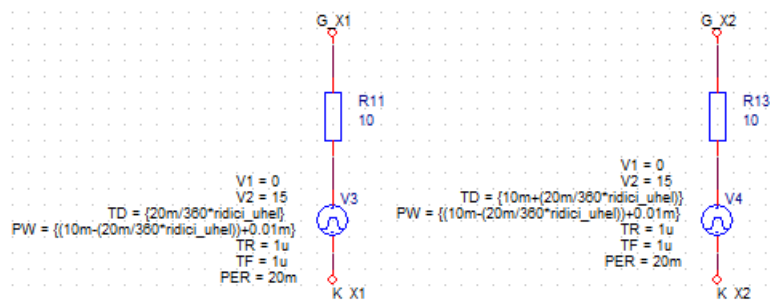 G_X1
R11
10
V1 = 0
V2 = 15
V3
TD = {20m/360*ridici_uhel}
PW = {(10m-(20m/360*ridici_uhel))+0.01m}
TR = 1u
TF = 1u
PER = 20m
K_X1
G_X2
R13
10
V1 = 0
V2 = 15
V4
TD = {10m+(20m/360*ridici_uhel)}
PW = {(10m-(20m/360*ridici_uhel))+0.01m}
TR = 1u
TF = 1u
PER = 20m
K_X2